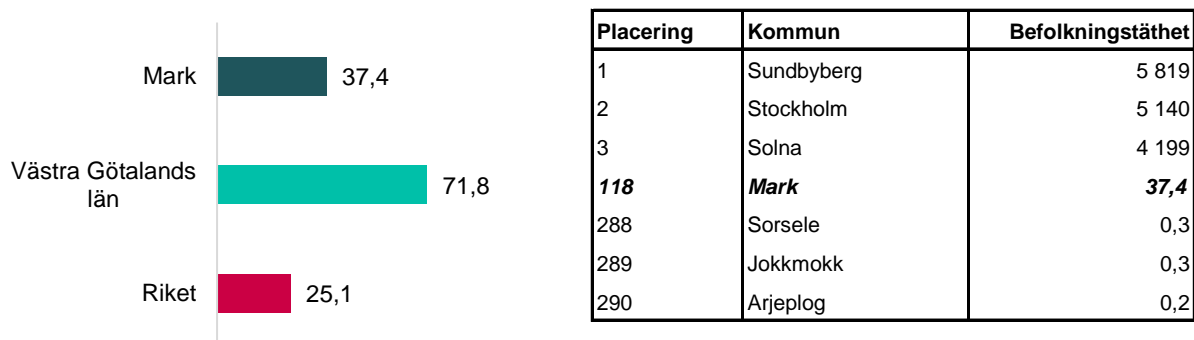 Mark
37,4
Västra Götalands
län
71,8
Riket
25,1
Placering Kommun Befolkningstäthet
1 Sundbyberg 5 819
2 Stockholm 5 140
3 Solna 4 199
118 Mark 37,4
288 Sorsele 0,3
289 Jokkmokk 0,3
290 Arjeplog 0,2